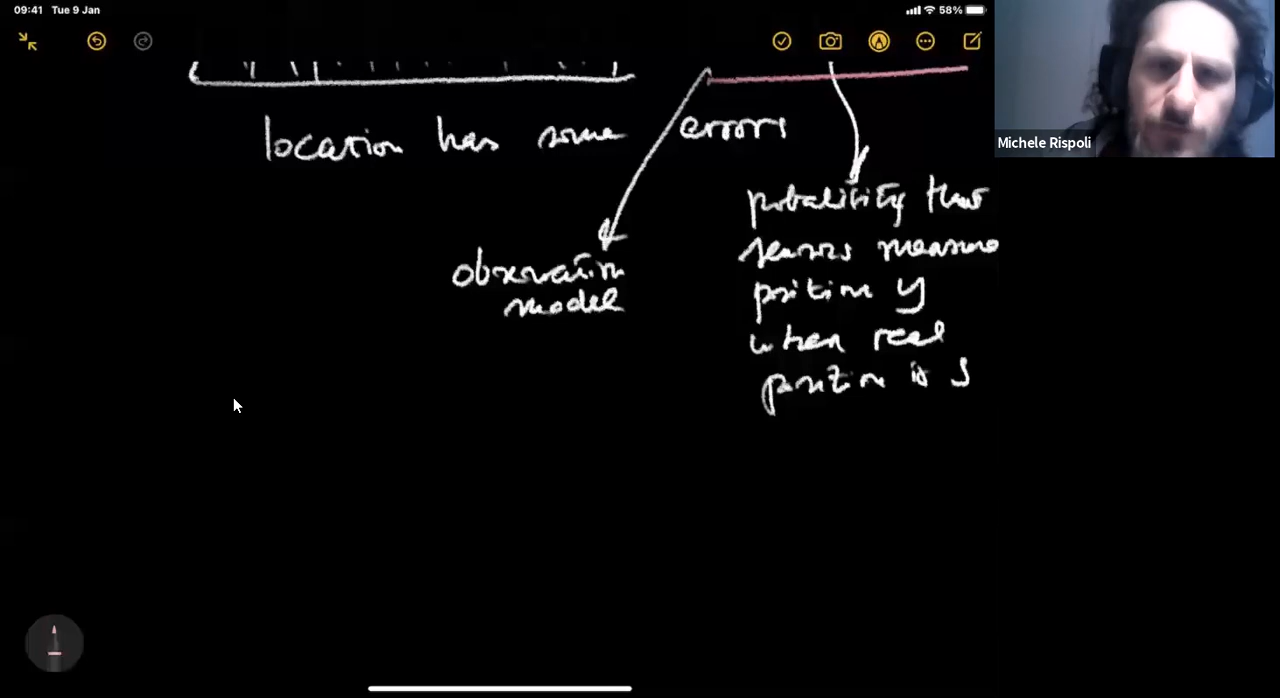 09:41 Tue 9 Jan
58%
Michele Rispoli
location has some errors
probability that
sensors measure
position y
when real
position is s
observation
model